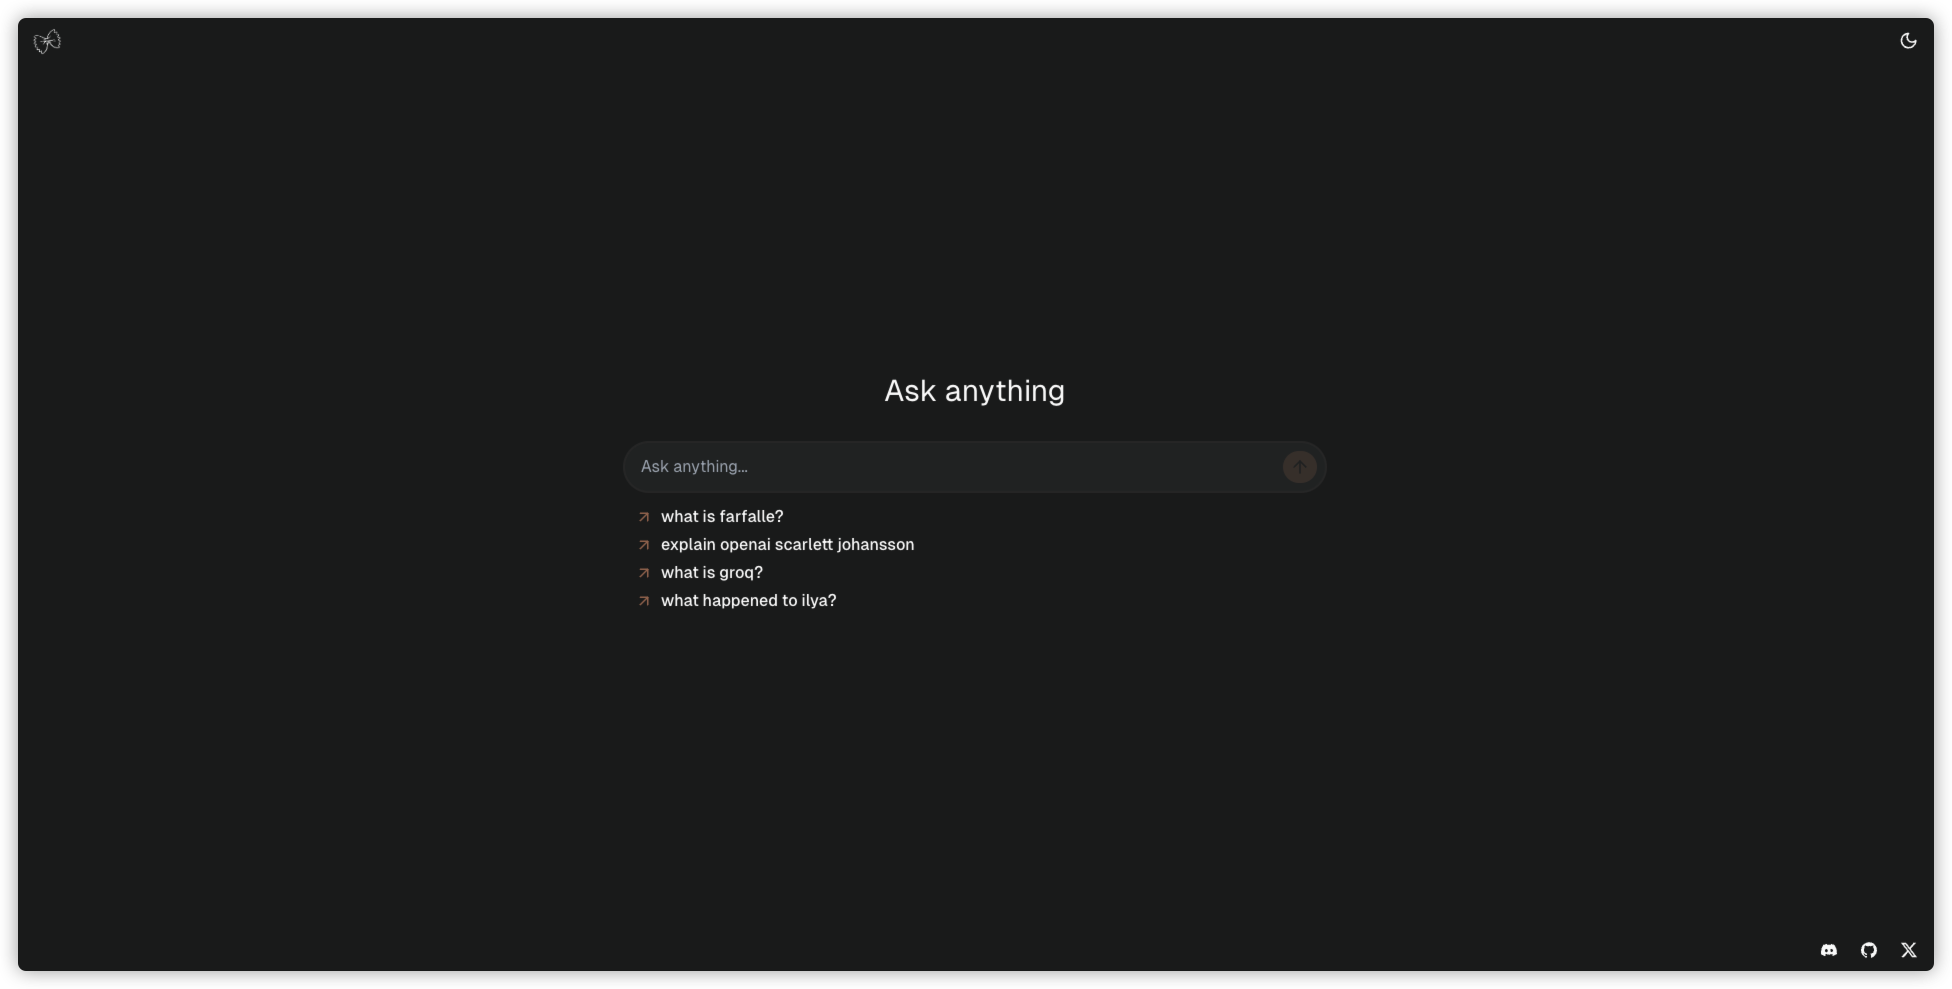 Ask anything
Ask anything...
what is farfalle?
explain openai scarlett johansson
what is groq?
what happened to ilya?